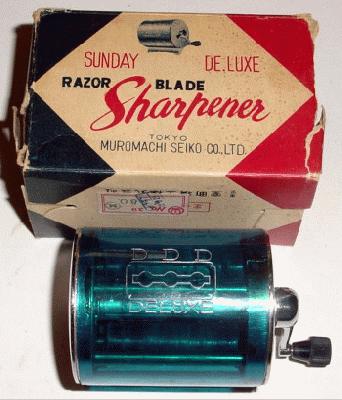 SUNDAY DE.LUXE
RAZOR BLADE
Sharpener
TOKYO
MUROMACHI SEIKO CO.,LTD.
D D D
DELUXE